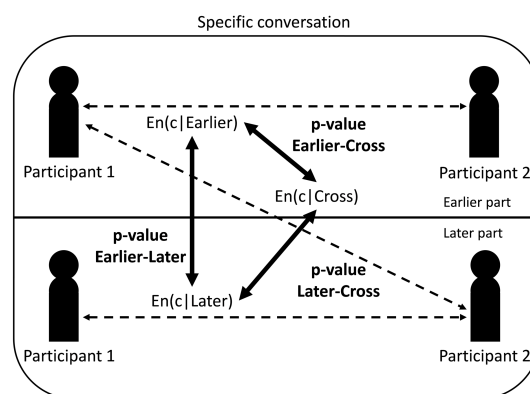 Specific conversation
En(c|Earlier)
p-value
Earlier-Cross
Participant 1
Participant 2
En(c|Cross)
Earlier part
Later part
p-value
Earlier-Later
p-value
Later-Cross
En(c|Later)
Participant 1
Participant 2